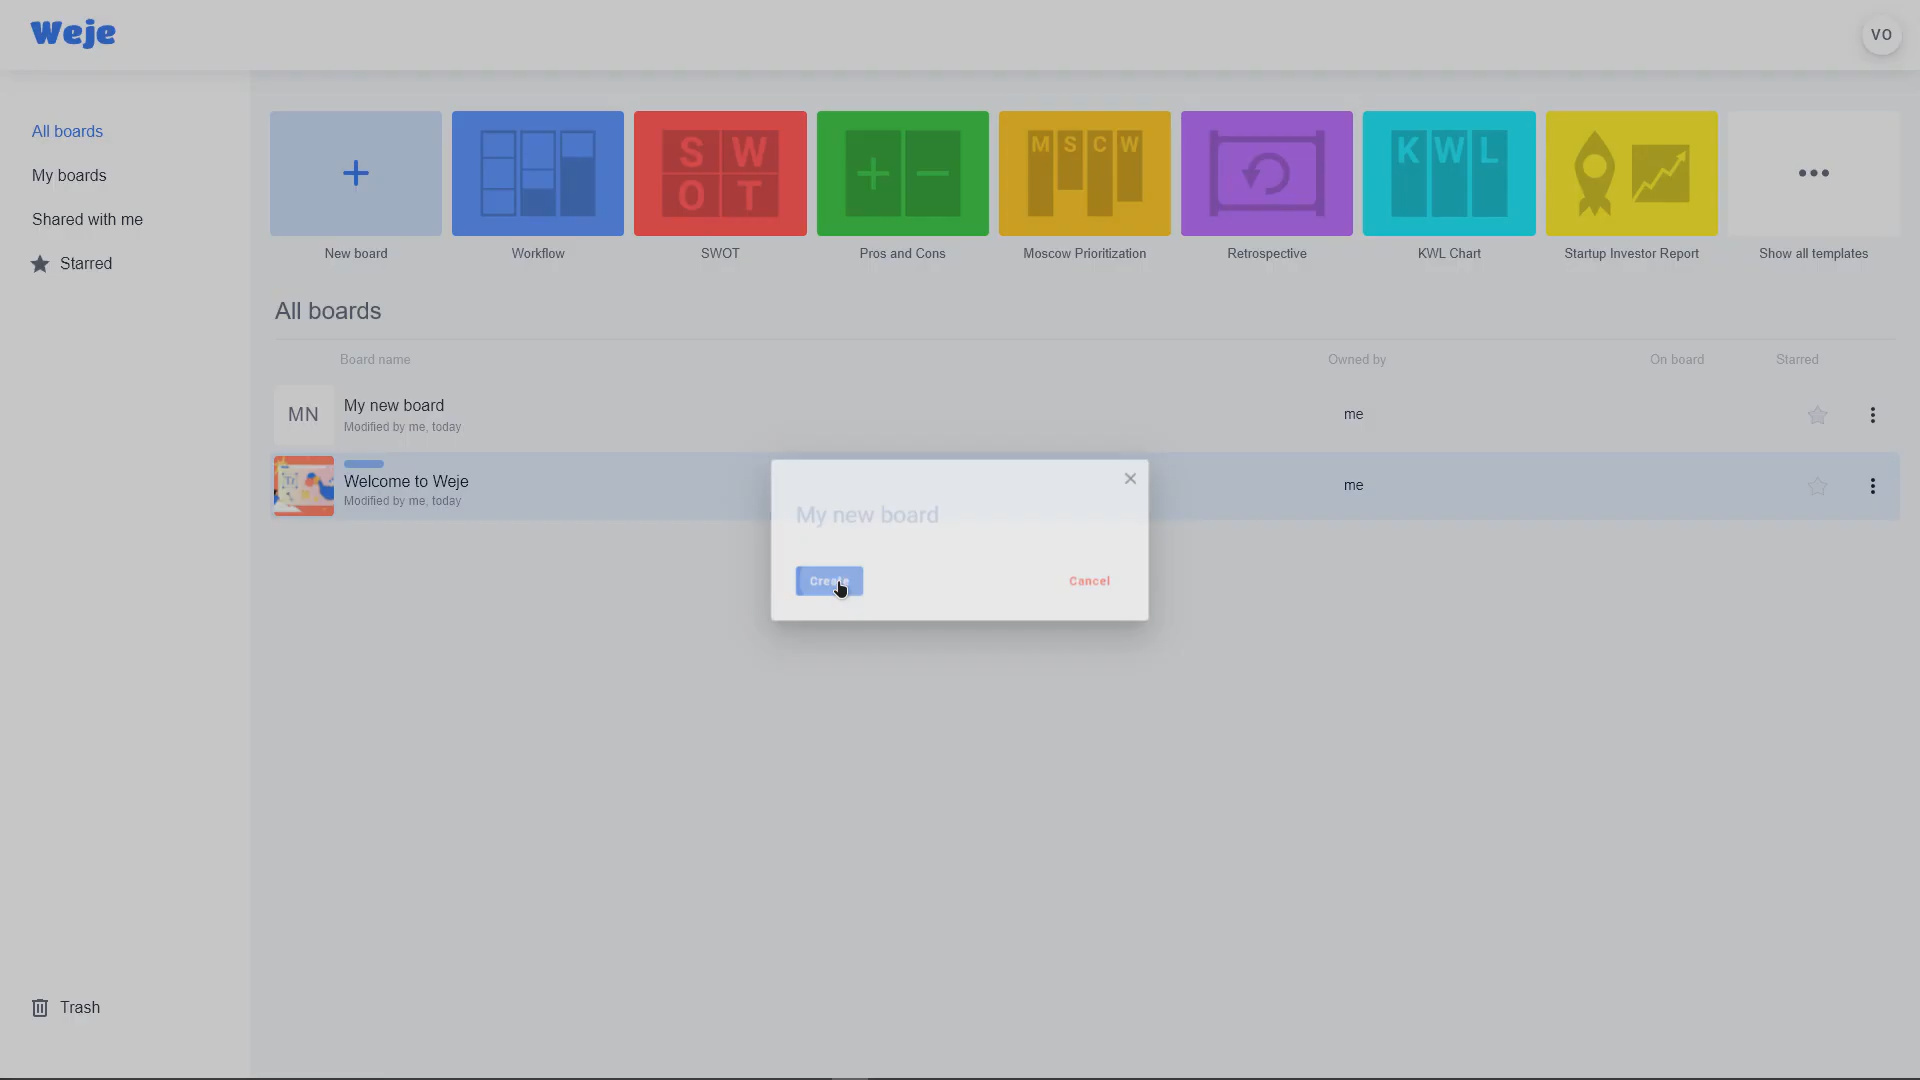 Weje
VO
All boards
My boards
Shared with me
Starred
Trash
S W
O T
M S C W
K W L
New board
Workflow
SWOT
Pros and Cons
Moscow Prioritization
Retrospective
KWL Chart
Startup Investor Report
Show all templates
All boards
Board name
Owned by
On board
Starred
MN
My new board
Modified by me, today
me
Tr
Welcome to Weje
Modified by me, today
me
My new board
Create
Cancel